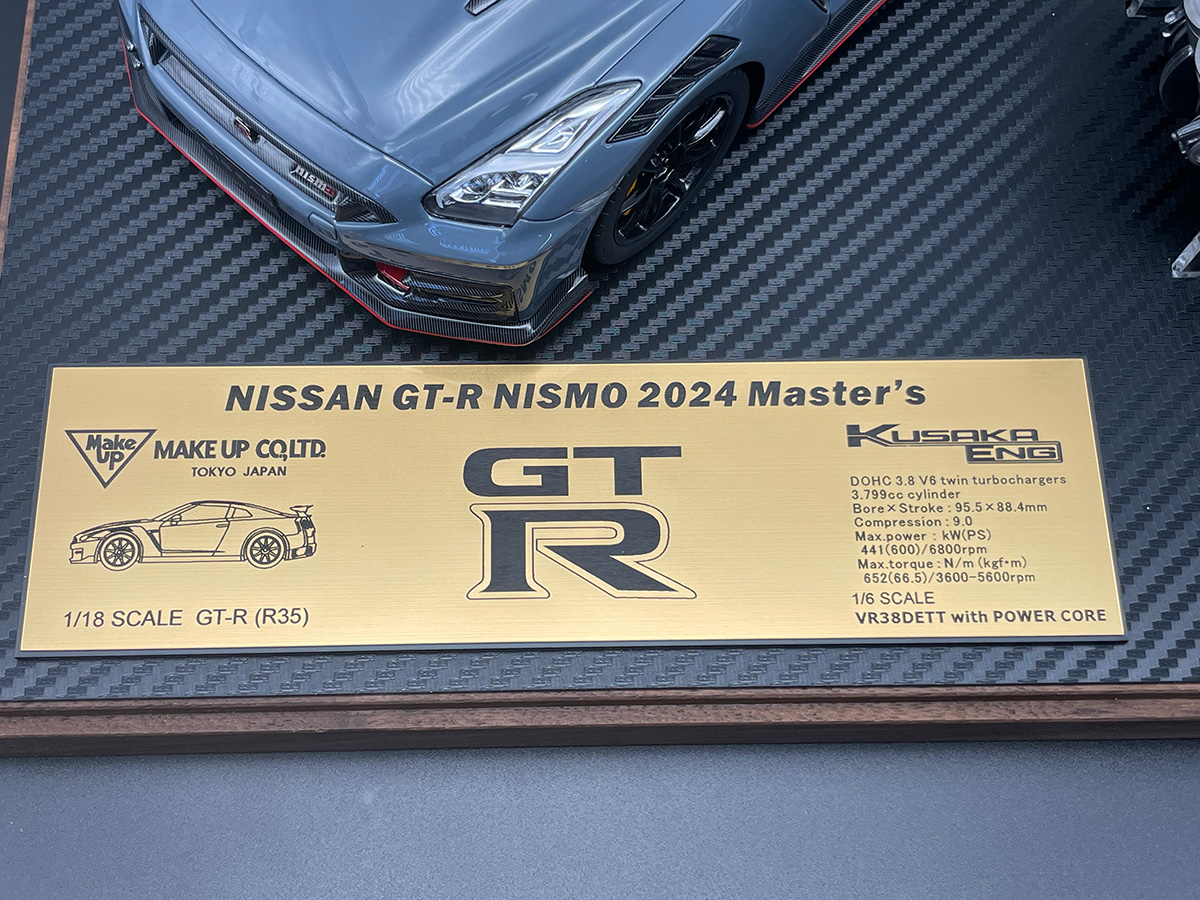 nismo
NISSAN GT-R NISMO 2024 Master's
Make
up
MAKE UP CO,.LTD.
TOKYO JAPAN
1/18 SCALE GT-R (R35)
GT
R
KUSAKA
ENG
DOHC 3.8 V6 twin turbochargers
3.799cc cylinder
Bore×Stroke : 95.5×88.4mm
Compression : 9.0
Max.power : kW(PS)
441(600)/6800rpm
Max.torque : N/m (kgf·m)
652(66.5)/3600-5600rpm
1/6 SCALE
VR38DETT with POWER CORE